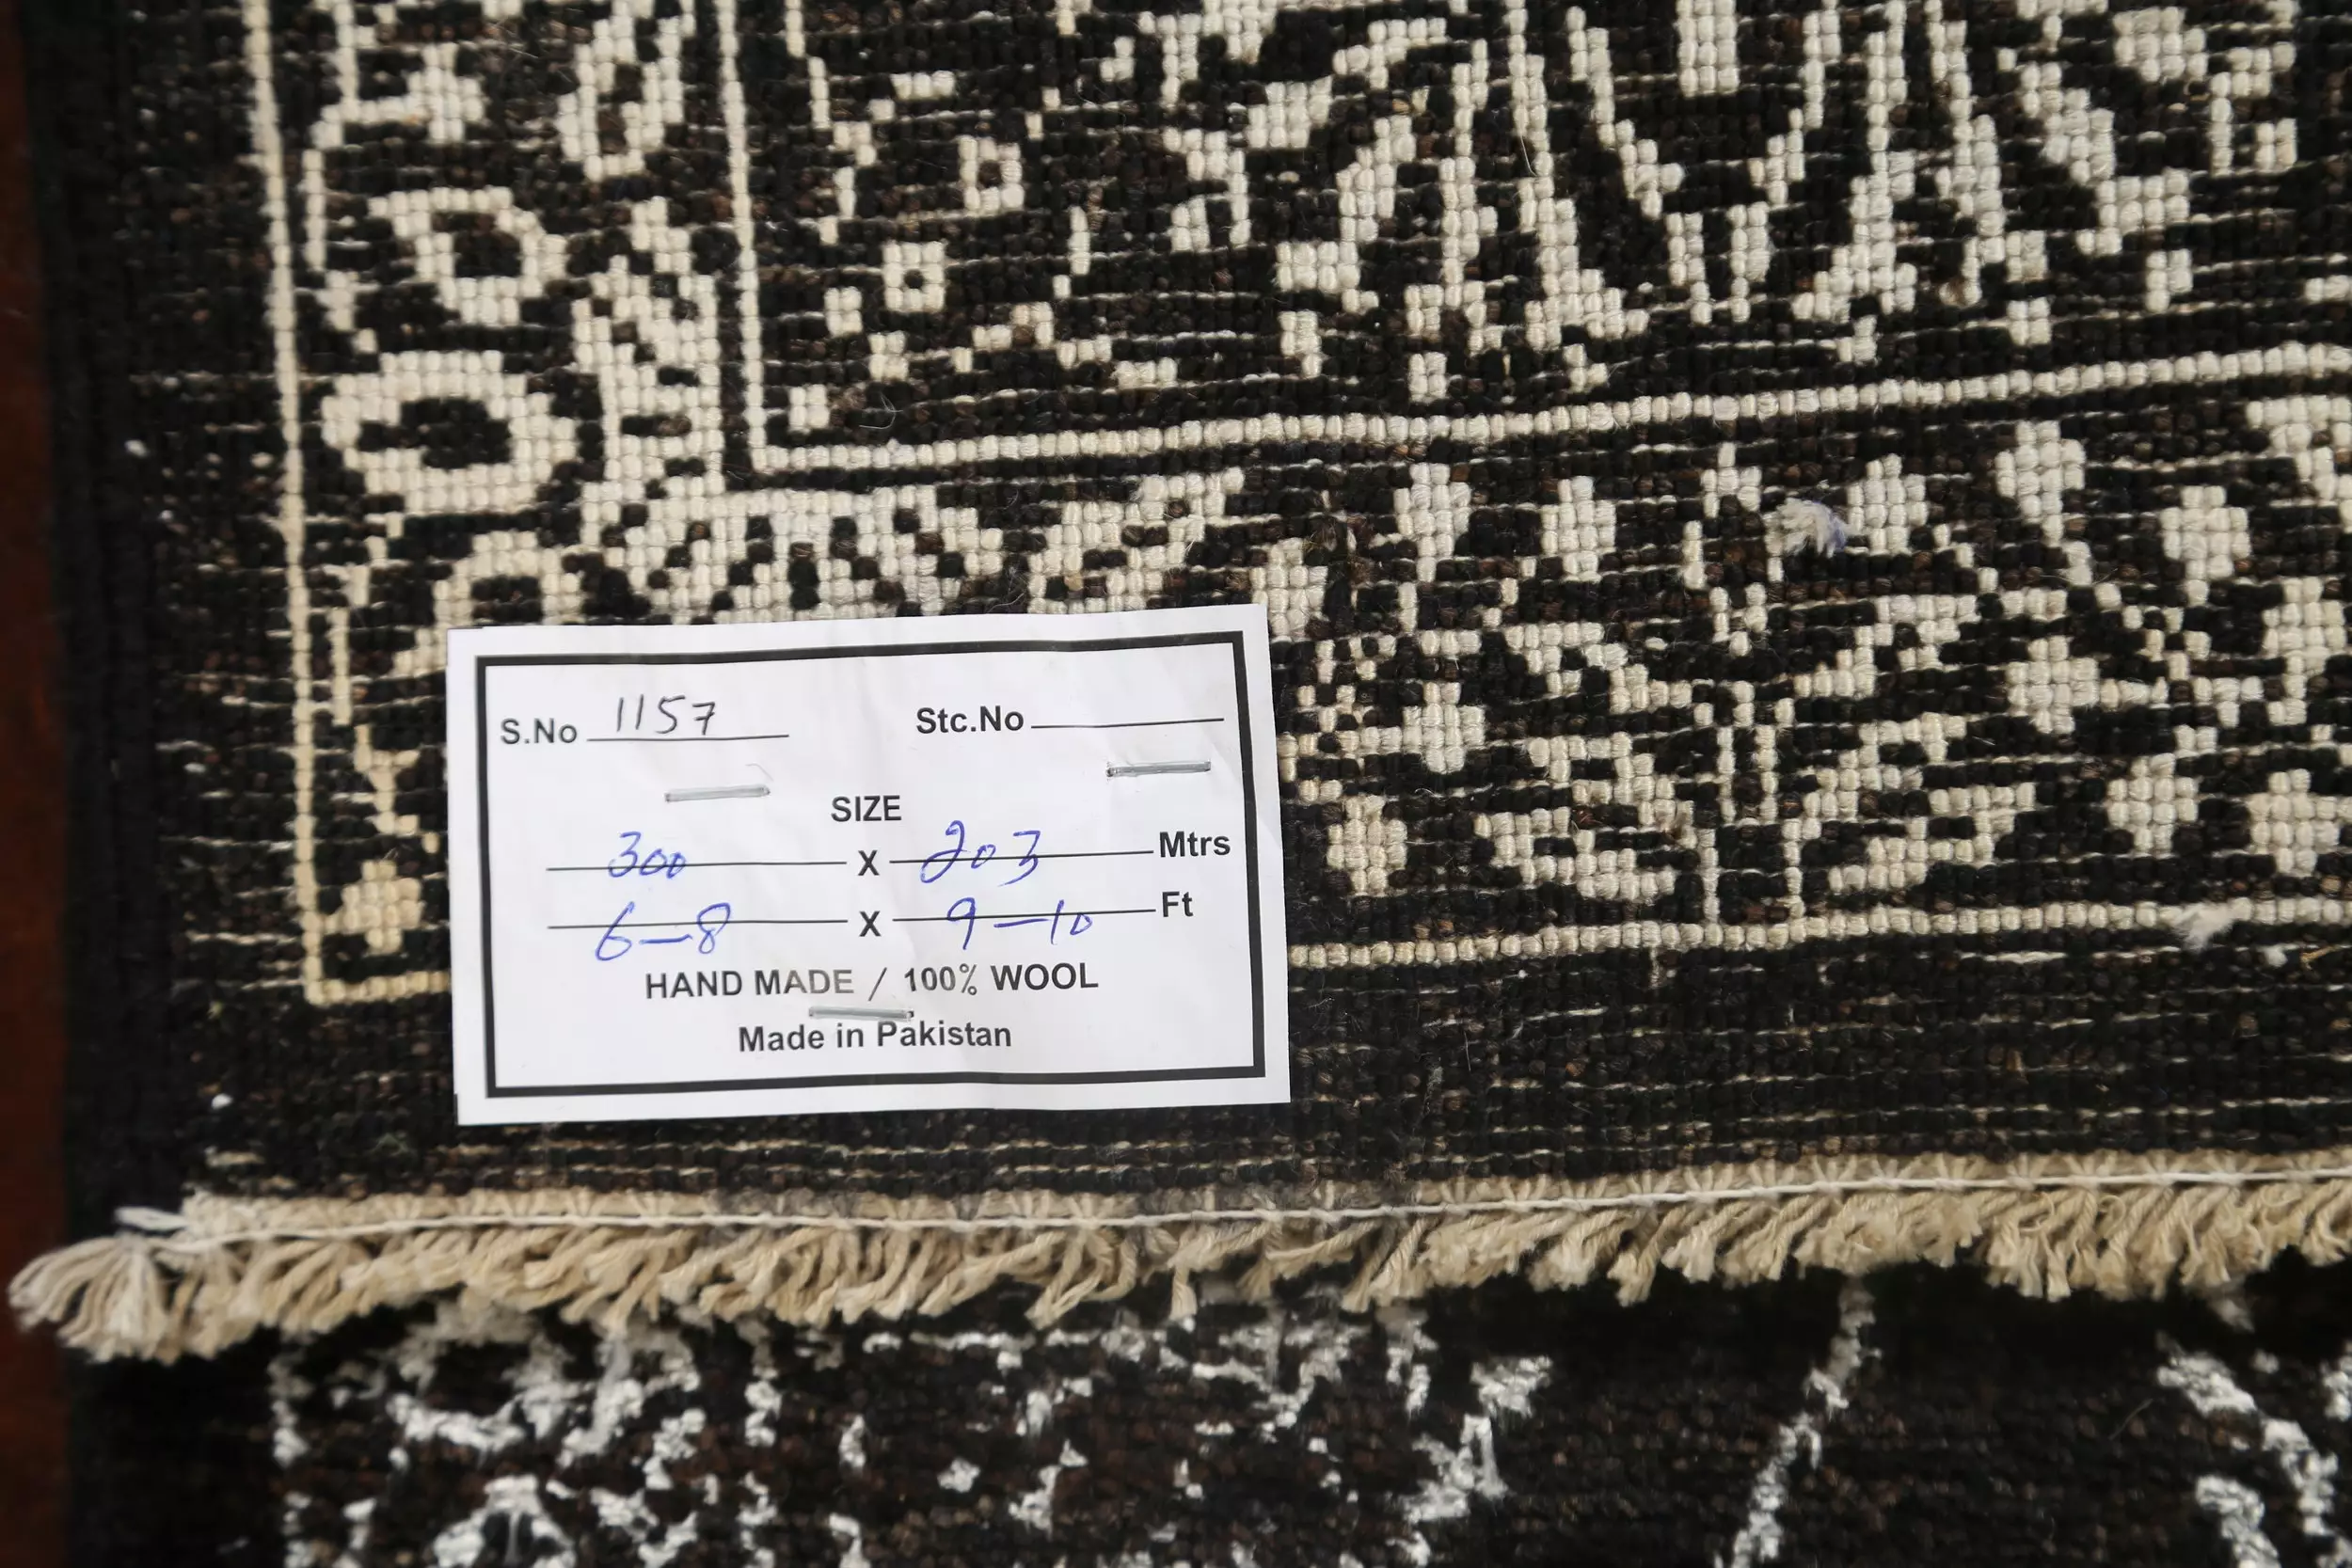 S.No 1157 Stc.No
SIZE
300 X 203 Mtrs
6-8 X 9-10 Ft
HAND MADE / 100% WOOL
Made in Pakistan